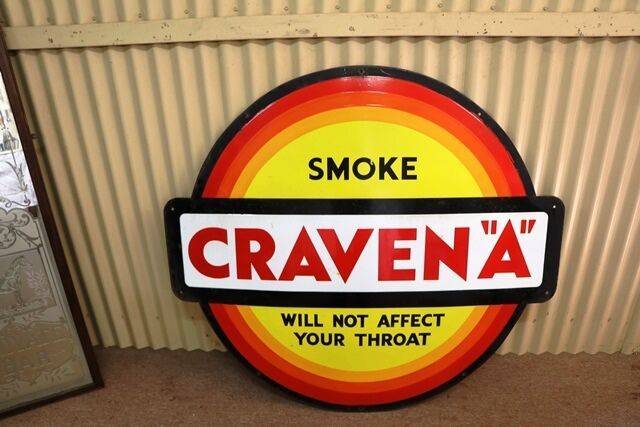 SMOKE
CRAVEN "A"
WILL NOT AFFECT
YOUR THROAT